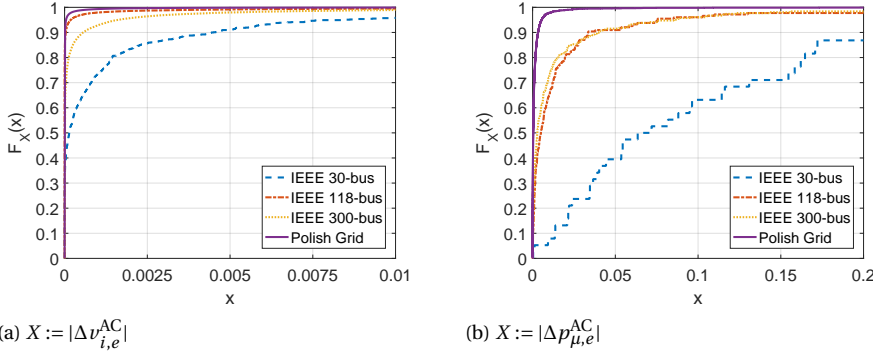 1
0.9
0.8
0.7
0.6
0.5
0.4
0.3
0.2
0.1
0
F_X(x)
IEEE 30-bus
IEEE 118-bus
IEEE 300-bus
Polish Grid
0 0.0025 0.005 0.0075 0.01
x
(a) X := |Δv^{AC}_{i,e}|
1
0.9
0.8
0.7
0.6
0.5
0.4
0.3
0.2
0.1
0
F_X(x)
IEEE 30-bus
IEEE 118-bus
IEEE 300-bus
Polish Grid
0 0.05 0.1 0.15 0.2
x
(b) X := |Δp^{AC}_{μ,e}|